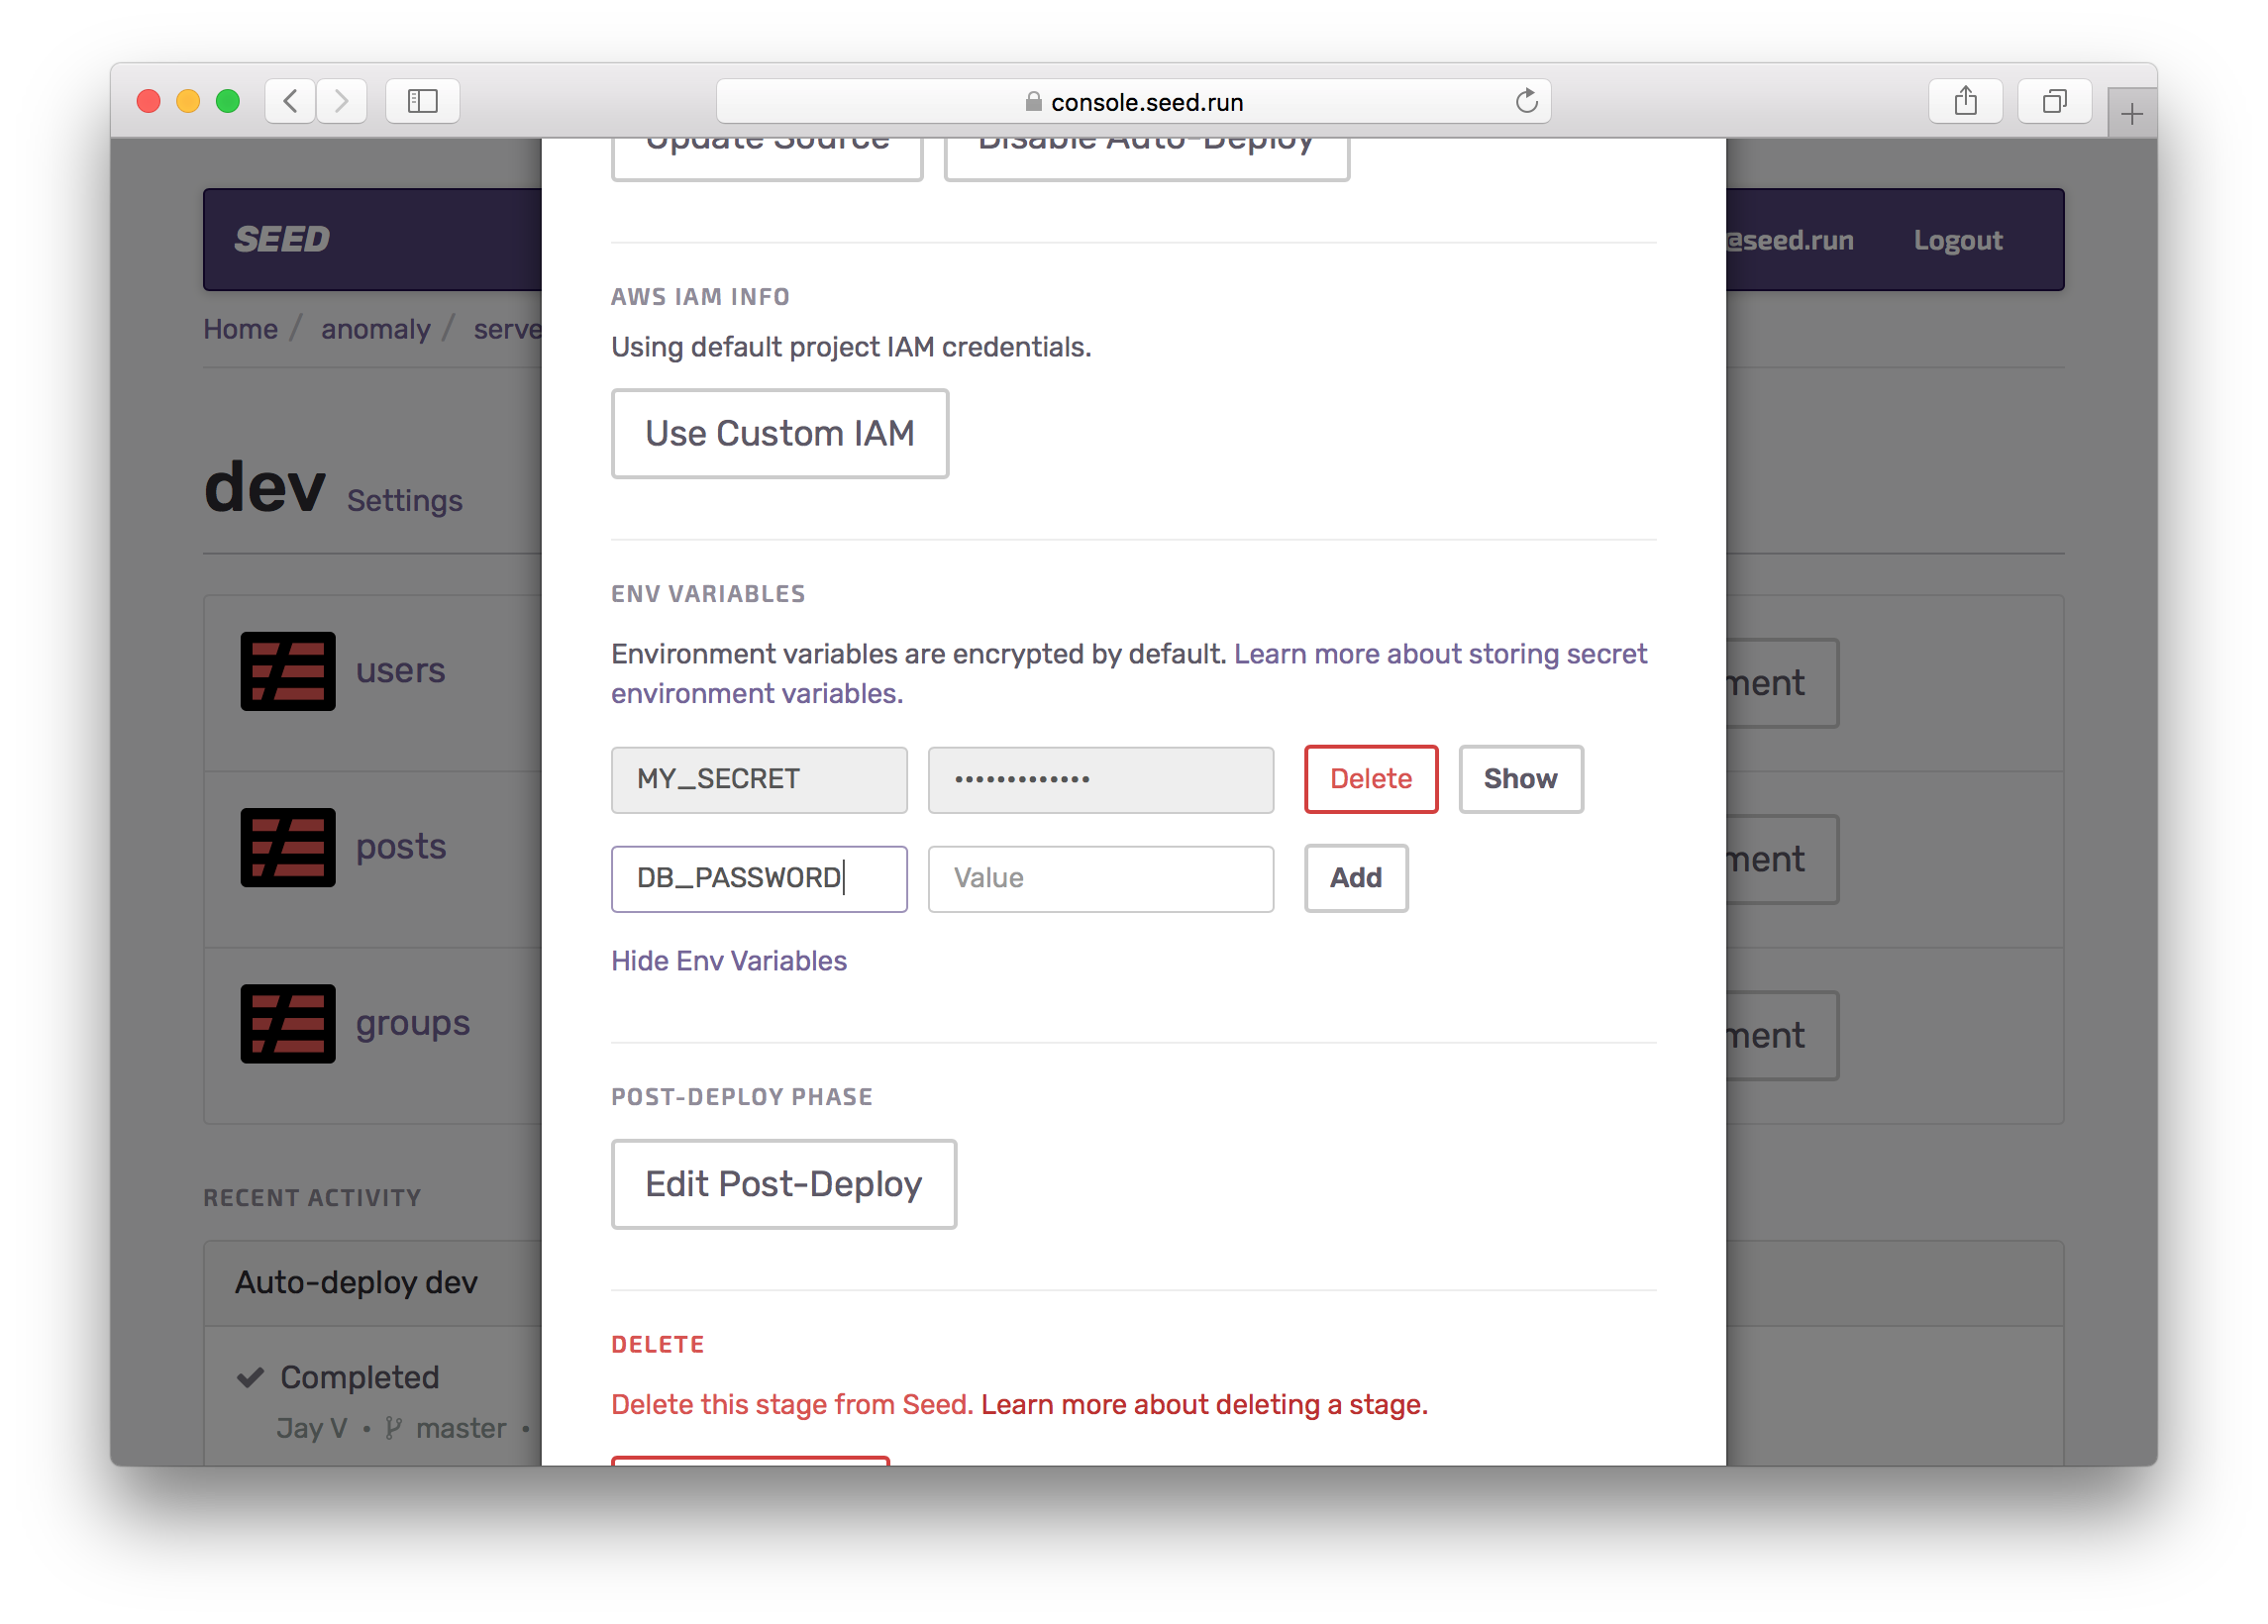 console.seed.run
Update Source
Disable Auto-Deploy
SEED
@seed.run
Logout
Home / anomaly / serve
dev Settings
users
posts
groups
RECENT ACTIVITY
Auto-deploy dev
Completed
Jay V • master •
AWS IAM INFO
Using default project IAM credentials.
Use Custom IAM
ENV VARIABLES
Environment variables are encrypted by default. Learn more about storing secret
environment variables.
MY_SECRET ••••••••••••• Delete Show
DB_PASSWORD Value Add
Hide Env Variables
POST-DEPLOY PHASE
Edit Post-Deploy
DELETE
Delete this stage from Seed. Learn more about deleting a stage.
ment
ment
ment